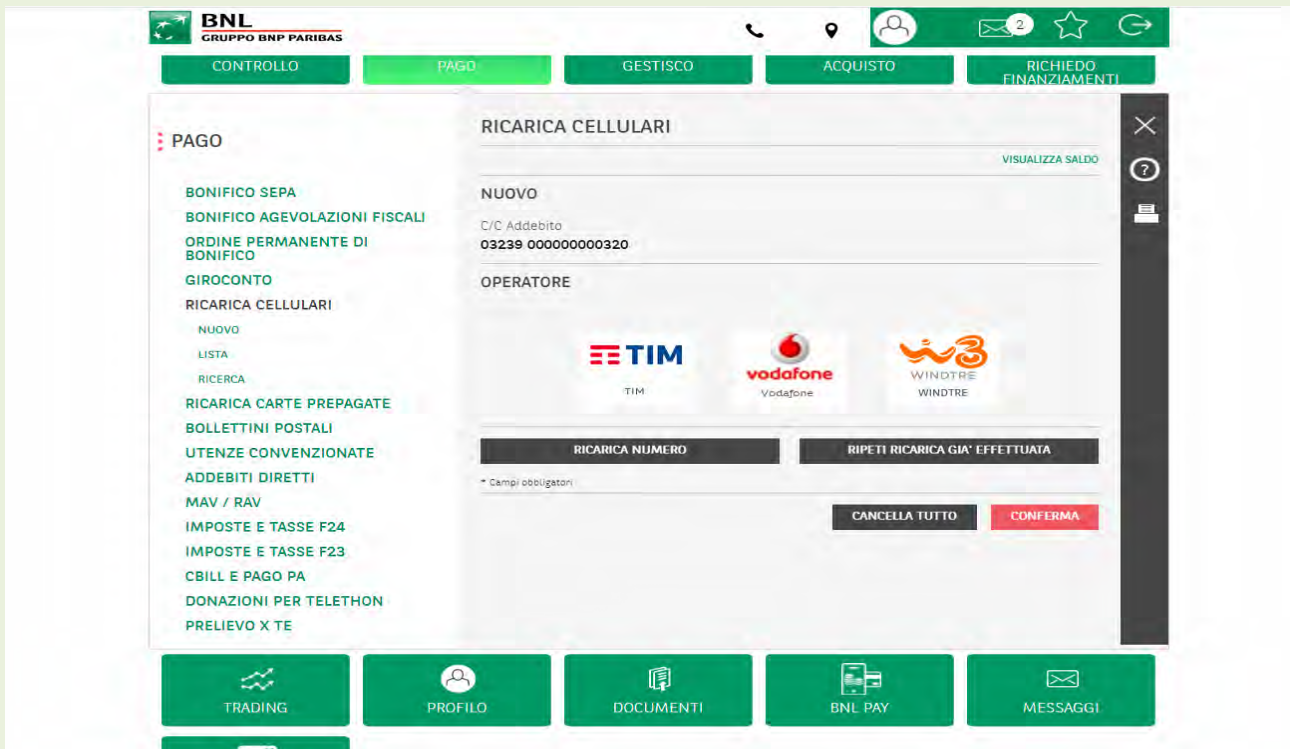 BNL
GRUPPO BNP PARIBAS
2
CONTROLLO
PAGO
GESTISCO
ACQUISTO
RICHIEDO
FINANZIAMENTI
PAGO
BONIFICO SEPA
BONIFICO AGEVOLAZIONI FISCALI
ORDINE PERMANENTE DI
BONIFICO
GIROCONTO
RICARICA CELLULARI
NUOVO
LISTA
RICERCA
RICARICA CARTE PREPAGATE
BOLLETTINI POSTALI
UTENZE CONVENZIONATE
ADDEBITI DIRETTI
MAV / RAV
IMPOSTE E TASSE F24
IMPOSTE E TASSE F23
CBILL E PAGO PA
DONAZIONI PER TELETHON
PRELIEVO X TE
RICARICA CELLULARI
VISUALIZZA SALDO
NUOVO
C/C Addebito
03239 000000000320
OPERATORE
TIM
TIM
vodafone
Vodafone
W3
WINDTRE
WINDTRE
RICARICA NUMERO
RIPETI RICARICA GIA' EFFETTUATA
* Campi obbligatori
CANCELLA TUTTO
CONFERMA
?
TRADING
PROFILO
DOCUMENTI
BNL PAY
MESSAGGI